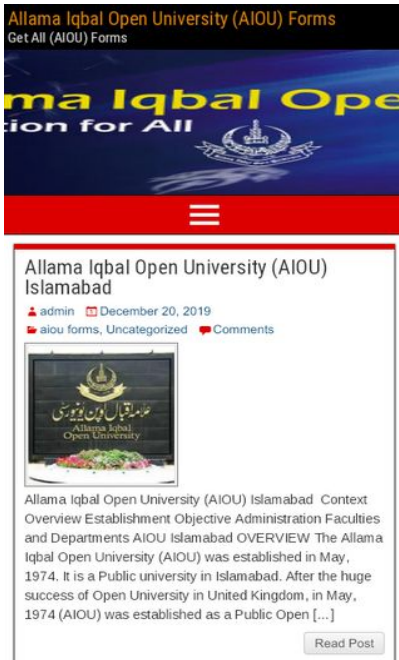 Allama Iqbal Open University (AIOU) Forms
Get All (AIOU) Forms
ma Iqbal Ope
ion for All
Allama Iqbal Open University (AIOU)
Islamabad
admin December 20, 2019
aiou forms, Uncategorized Comments
علامہ اقبال اوپن یونیورسٹی
Allama Iqbal
Open University
Allama Iqbal Open University (AIOU) Islamabad Context
Overview Establishment Objective Administration Faculties
and Departments AIOU Islamabad OVERVIEW The Allama
Iqbal Open University (AIOU) was established in May,
1974. It is a Public university in Islamabad. After the huge
success of Open University in United Kingdom, in May,
1974 (AIOU) was established as a Public Open [...]
Read Post